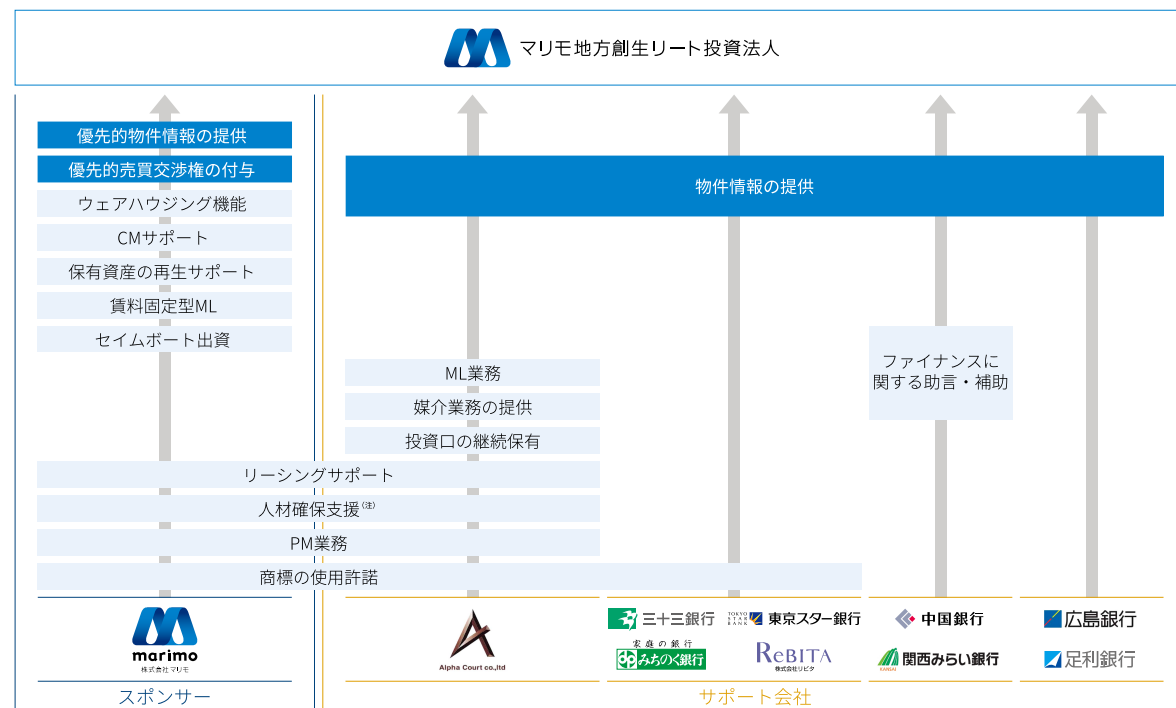 マリモ地方創生リート投資法人
優先的物件情報の提供
優先的売買交渉権の付与
ウェアハウジング機能
CMサポート
保有資産の再生サポート
賃料固定型ML
セイムボート出資
物件情報の提供
ML業務
媒介業務の提供
投資口の継続保有
ファイナンスに
関する助言・補助
リーシングサポート
人材確保支援(注)
PM業務
商標の使用許諾
marimo
株式会社マリモ
Alpha Court co.,ltd
三十三銀行
TOKYO
STAR
BANK
東京スター銀行
家庭の銀行
みちのく銀行
ReBITA
株式会社リビタ
中国銀行
KANSAI
関西みらい銀行
広島銀行
足利銀行
スポンサー
サポート会社